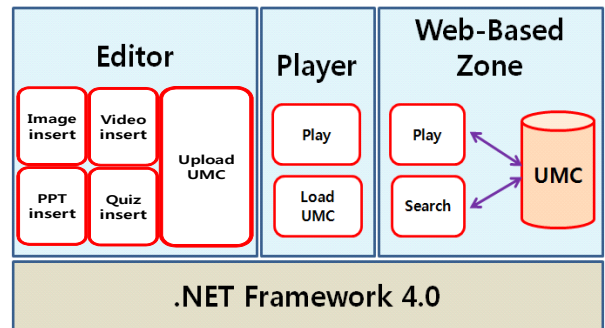 Editor
Image
insert
Video
insert
Upload
UMC
PPT
insert
Quiz
insert
Player
Play
Load
UMC
Web-Based
Zone
Play
Search
UMC
.NET Framework 4.0